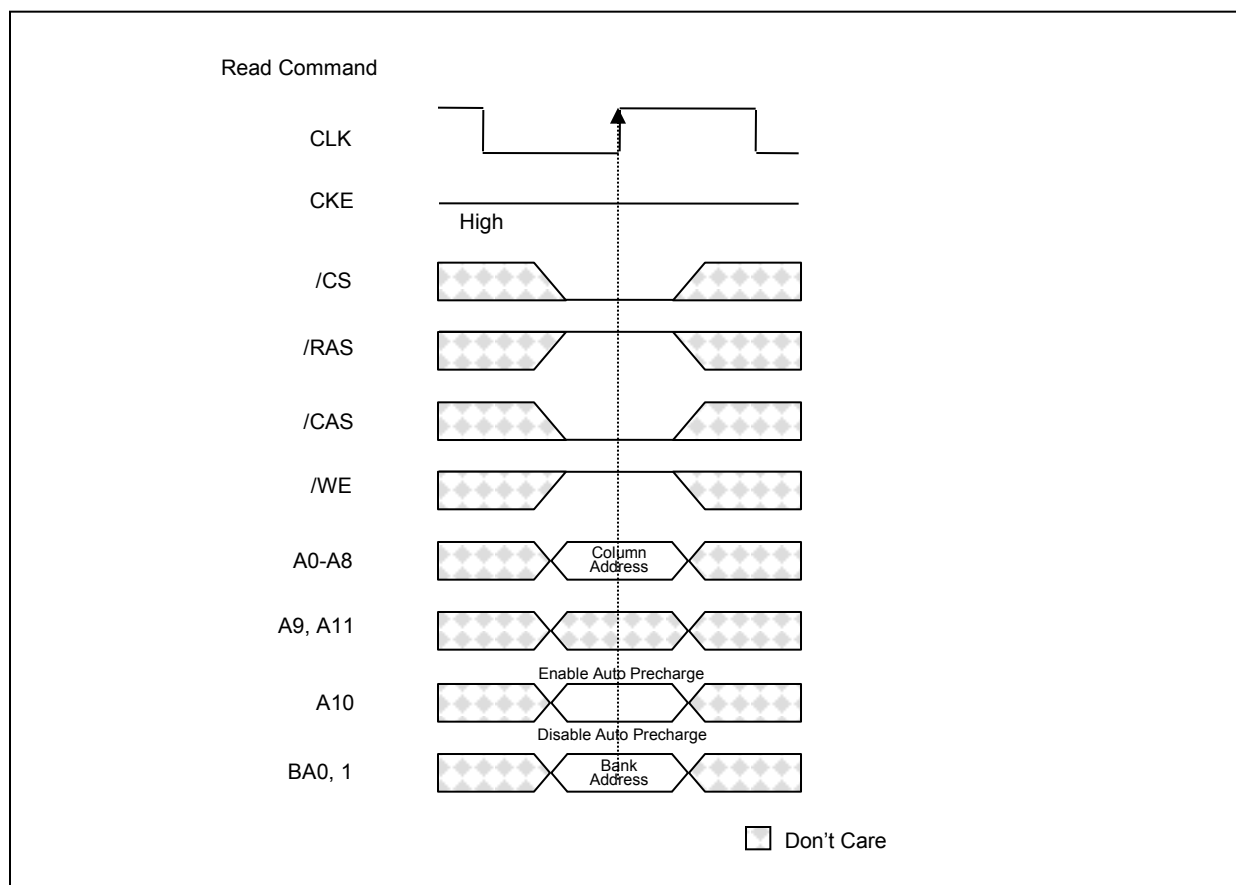 Read Command
CLK
CKE
High
/CS
/RAS
/CAS
/WE
A0-A8
Column
Address
A9, A11
Enable Auto Precharge
A10
Disable Auto Precharge
BA0, 1
Bank
Address
Don’t Care